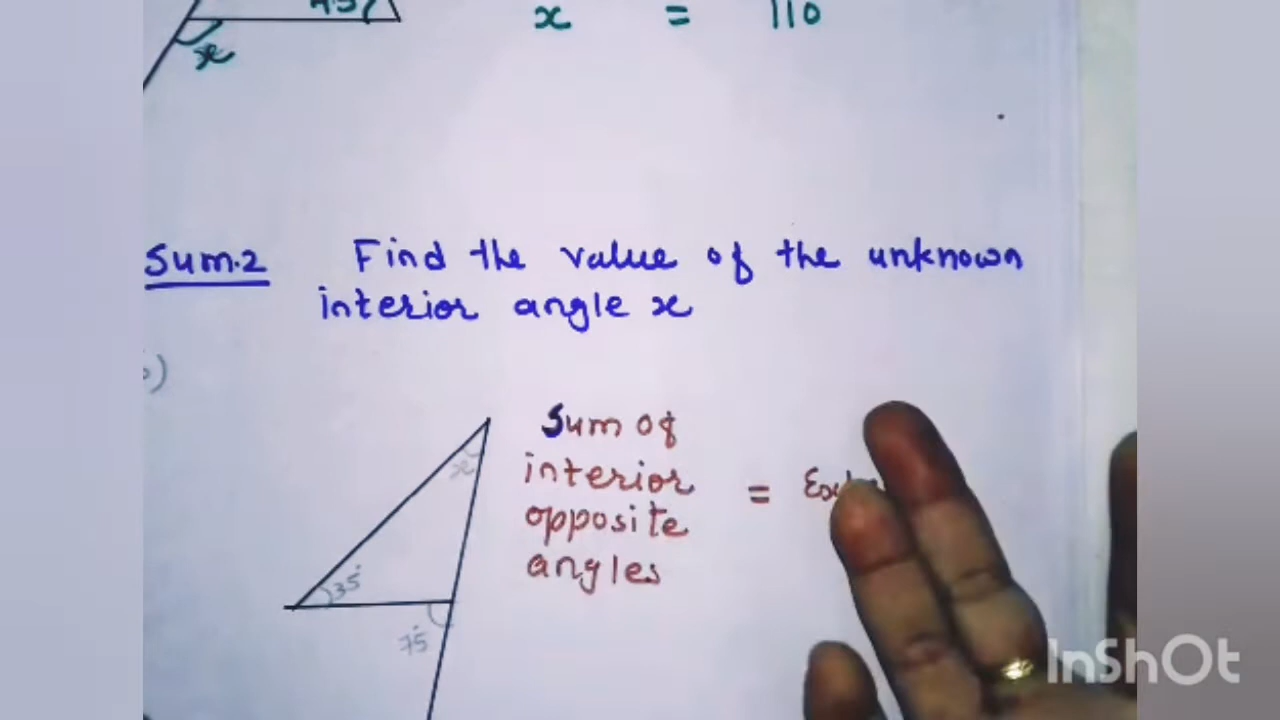 45
x = 110
x
Sum.2 Find the value of the unknown
interior angle x
Sum of
x
interior =
opposite
angles
35°
75°
InShOt